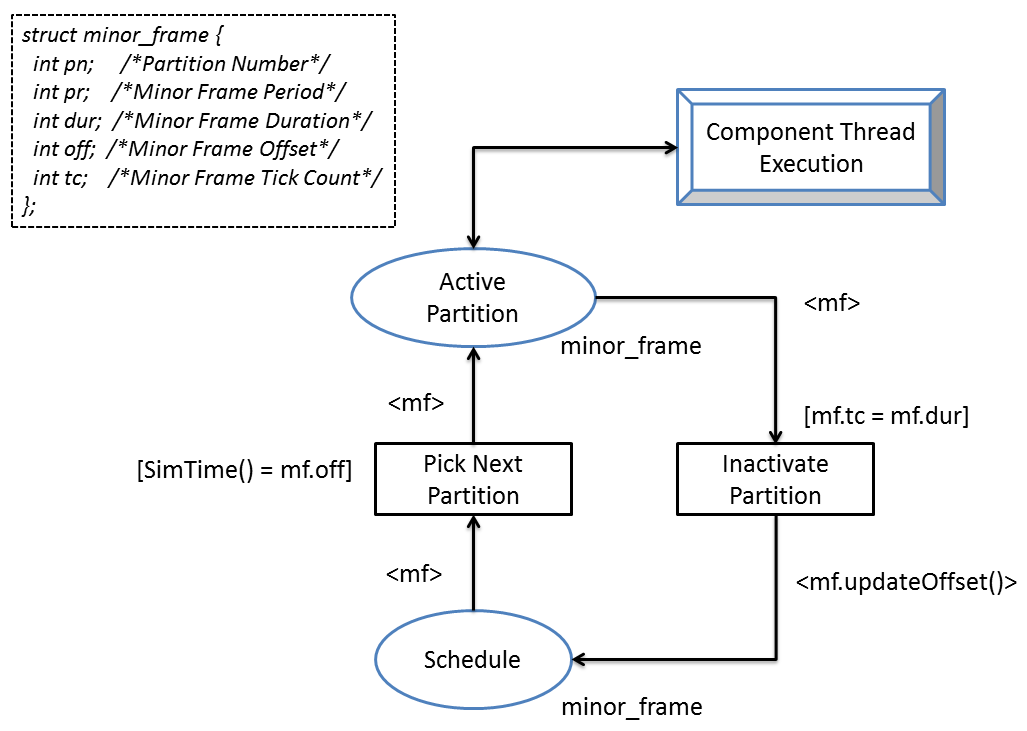 struct minor_frame {
int pn; /*Partition Number*/
int pr; /*Minor Frame Period*/
int dur; /*Minor Frame Duration*/
int off; /*Minor Frame Offset*/
int tc; /*Minor Frame Tick Count*/
};
Component Thread
Execution
Active
Partition
<mf>
minor_frame
<mf>
[mf.tc = mf.dur]
[SimTime() = mf.off]
Pick Next
Partition
Inactivate
Partition
<mf>
<mf.updateOffset()>
Schedule
minor_frame